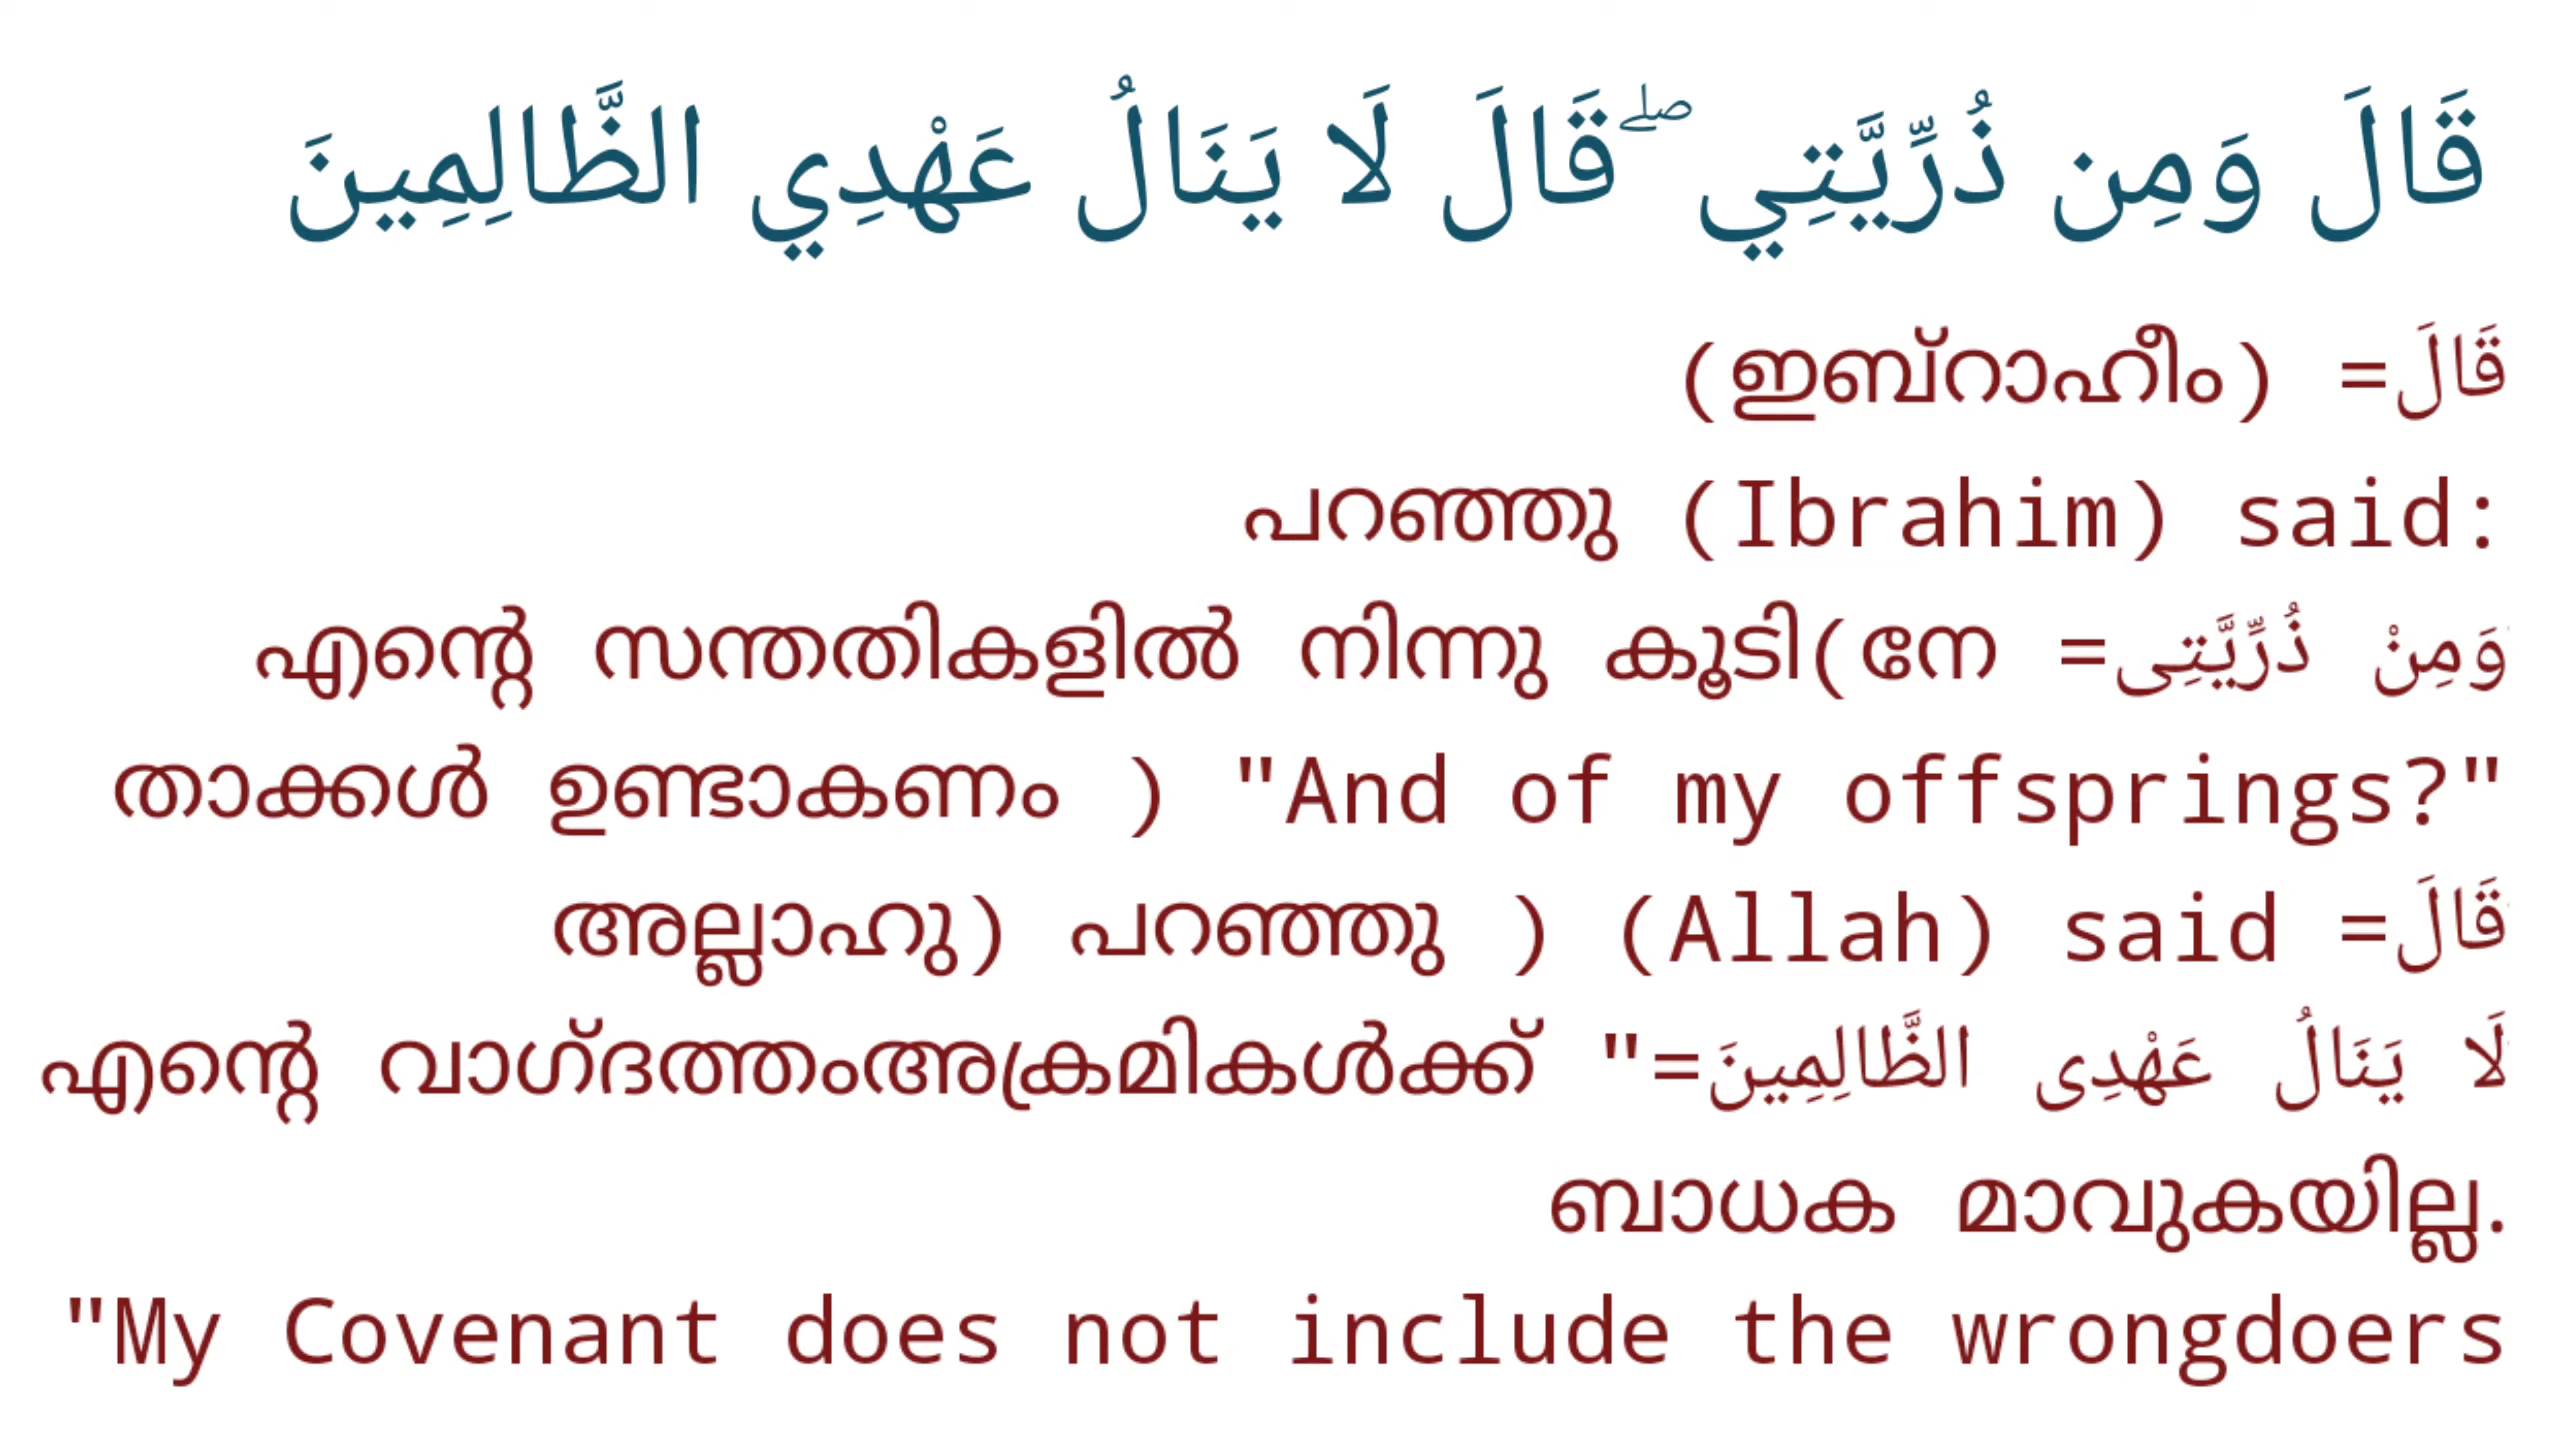 قَالَ وَمِن ذُرِّيَّتِي ۖ قَالَ لَا يَنَالُ عَهْدِي الظَّالِمِينَ
قَالَ= (ഇബ്റാഹീം)
പറഞ്ഞു (Ibrahim) said:
وَمِنْ ذُرِّيَّتِى= എന്റെ സന്തതികളിൽ നിന്നു കൂടി(നേ
താക്കൾ ഉണ്ടാകണം ) "And of my offsprings?"
قَالَ= അല്ലാഹു) പറഞ്ഞു ) (Allah) said
لَا يَنَالُ عَهْدِى الظَّالِمِينَ= എന്റെ വാഗ്ദത്തംഅക്രമികൾക്ക് "
ബാധക മാവുകയില്ല.
"My Covenant does not include the wrongdoers